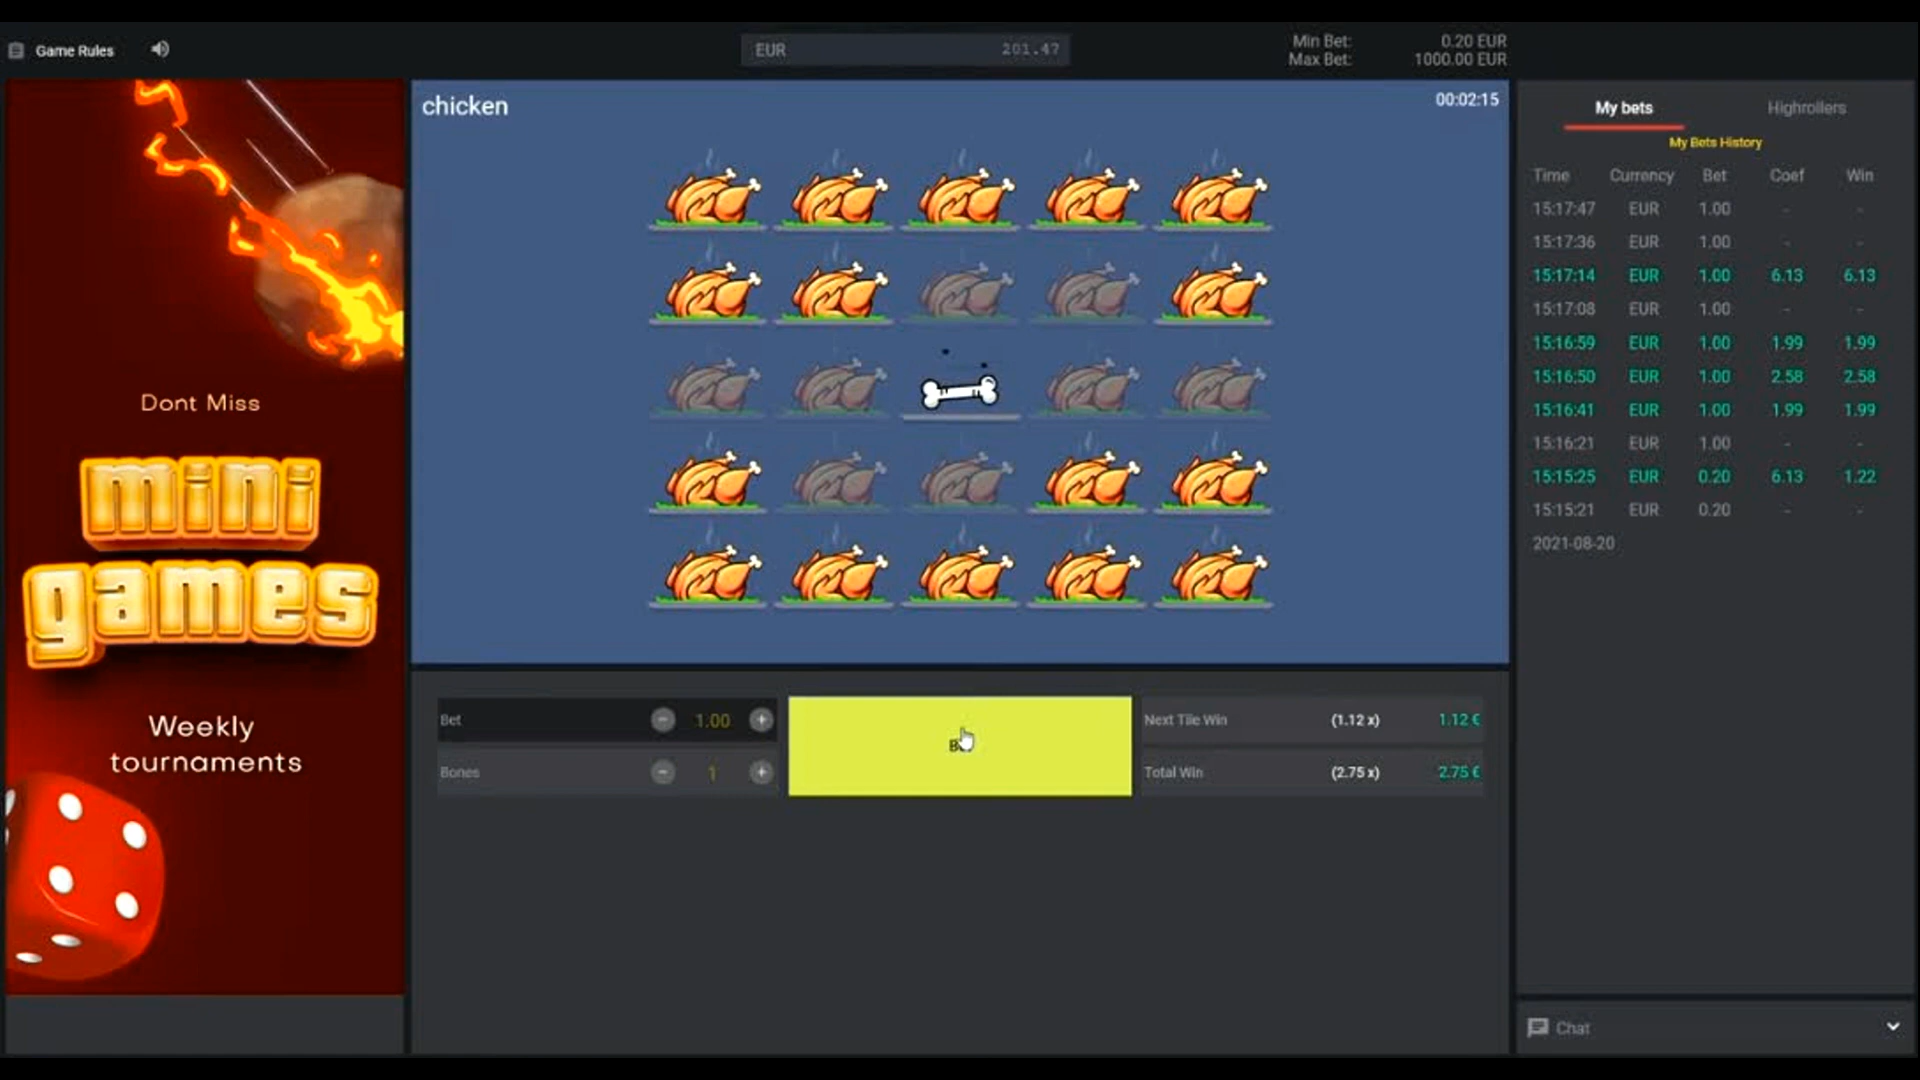 Game Rules
EUR 201.47
Min Bet: 0.20 EUR
Max Bet: 1000.00 EUR
Dont Miss
mini
games
Weekly
tournaments
chicken
00:02:15
Bet 1.00
Bones 1
Next Tile Win (1.12 x) 1.12 €
Total Win (2.75 x) 2.75 €
My bets Highrollers
My Bets History
Time Currency Bet Coef Win
15:17:47 EUR 1.00 - -
15:17:36 EUR 1.00 - -
15:17:14 EUR 1.00 6.13 6.13
15:17:08 EUR 1.00 - -
15:16:59 EUR 1.00 1.99 1.99
15:16:50 EUR 1.00 2.58 2.58
15:16:41 EUR 1.00 1.99 1.99
15:16:21 EUR 1.00 - -
15:15:25 EUR 0.20 6.13 1.22
15:15:21 EUR 0.20 - -
2021-08-20
Chat